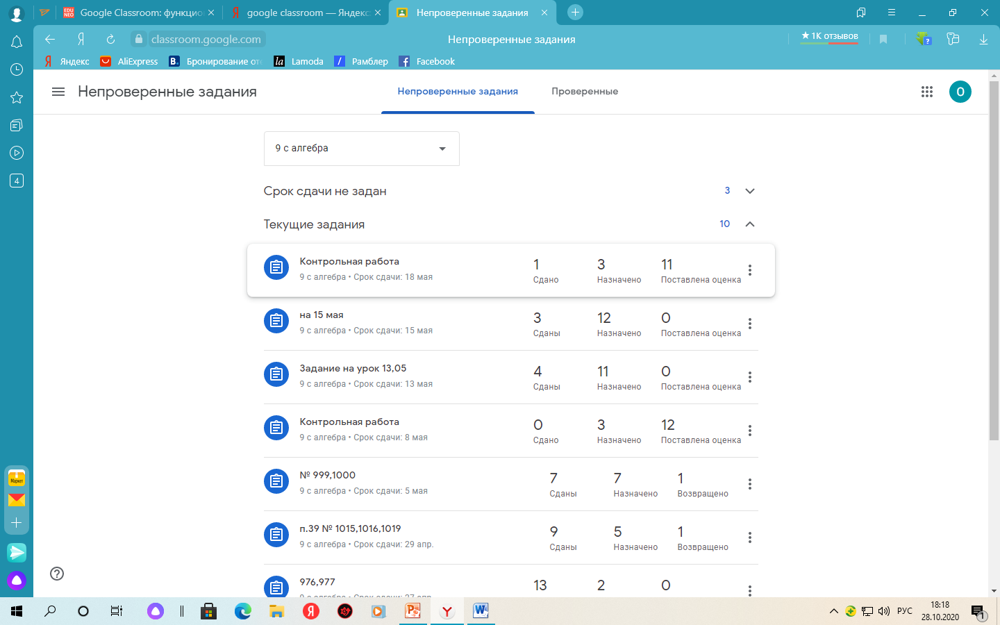 EDU NEO Google Classroom: функцио
Я google classroom — Яндекс
Непроверенные задания
classroom.google.com
Непроверенные задания
★ 1К отзывов
Я Яндекс
AliExpress
B. Бронирование от
la Lamoda
Рамблер
Facebook
Непроверенные задания
Непроверенные задания
Проверенные
О
9 с алгебра
Срок сдачи не задан 3
Текущие задания 10
Контрольная работа
9 с алгебра • Срок сдачи: 18 мая
1 3 11
Сдано Назначено Поставлена оценка
на 15 мая
9 с алгебра • Срок сдачи: 15 мая
3 12 0
Сданы Назначено Поставлена оценка
Задание на урок 13,05
9 с алгебра • Срок сдачи: 13 мая
4 11 0
Сданы Назначено Поставлена оценка
Контрольная работа
9 с алгебра • Срок сдачи: 8 мая
0 3 12
Сдано Назначено Поставлена оценка
№ 999,1000
9 с алгебра • Срок сдачи: 5 мая
7 7 1
Сданы Назначено Возвращено
п.39 № 1015,1016,1019
9 с алгебра • Срок сдачи: 29 апр.
9 5 1
Сданы Назначено Возвращено
976,977
13 2 0
4
Маркет
РУС
18:18
28.10.2020
1